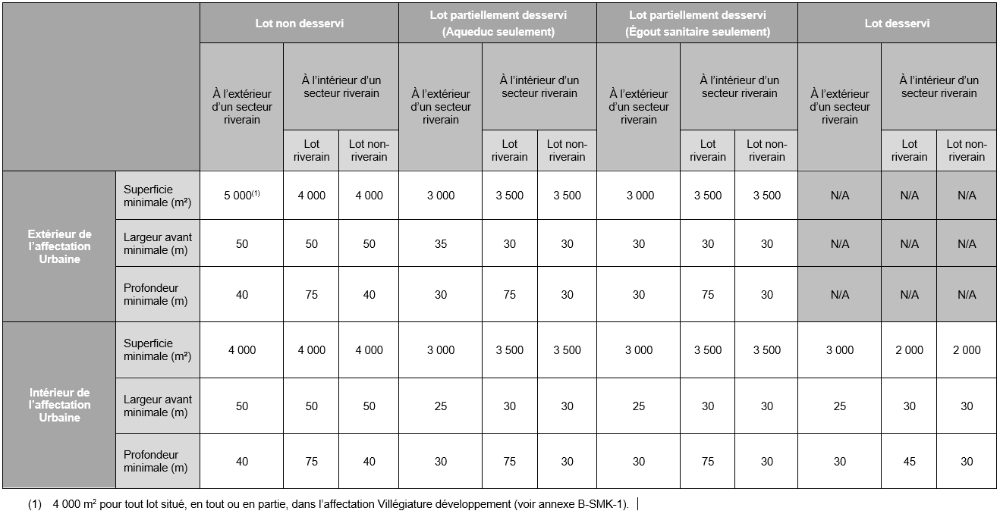 Lot non desservi
Lot partiellement desservi
(Aqueduc seulement)
Lot partiellement desservi
(Égout sanitaire seulement)
Lot desservi
À l’extérieur
d’un secteur
riverain
À l’intérieur d’un
secteur riverain
À l’extérieur
d’un secteur
riverain
À l’intérieur d’un
secteur riverain
À l’extérieur
d’un secteur
riverain
À l’intérieur d’un
secteur riverain
À l’extérieur
d’un secteur
riverain
À l’intérieur d’un
secteur riverain
Lot
riverain
Lot non-
riverain
Lot
riverain
Lot non-
riverain
Lot
riverain
Lot non-
riverain
Lot
riverain
Lot non-
riverain
Extérieur de
l’affectation
Urbaine
Superficie
minimale (m²)
5 000(1) 4 000 4 000 3 000 3 500 3 500 3 000 3 500 3 500 N/A N/A N/A
Largeur avant
minimale (m)
50 50 50 35 30 30 30 30 30 N/A N/A N/A
Profondeur
minimale (m)
40 75 40 30 75 30 30 75 30 N/A N/A N/A
Intérieur de
l’affectation
Urbaine
Superficie
minimale (m²)
4 000 4 000 4 000 3 000 3 500 3 500 3 000 3 500 3 500 3 000 2 000 2 000
Largeur avant
minimale (m)
50 50 50 25 30 30 25 30 30 25 30 30
Profondeur
minimale (m)
40 75 40 30 75 30 30 75 30 30 45 30
(1) 4 000 m² pour tout lot situé, en tout ou en partie, dans l’affectation Villégiature développement (voir annexe B-SMK-1).